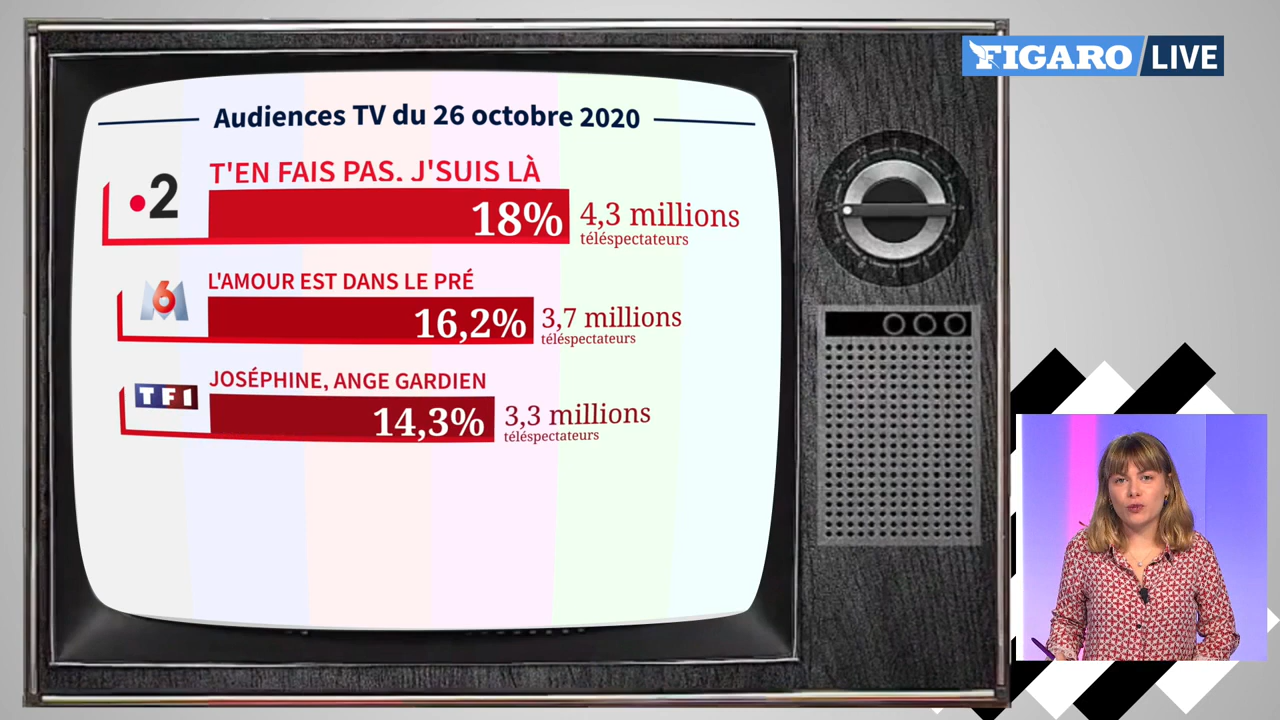 FIGARO LIVE
Audiences TV du 26 octobre 2020
T'EN FAIS PAS, J'SUIS LÀ
2
18%
4,3 millions
téléspectateurs
L'AMOUR EST DANS LE PRÉ
M6
16,2%
3,7 millions
téléspectateurs
JOSÉPHINE, ANGE GARDIEN
TF1
14,3%
3,3 millions
téléspectateurs